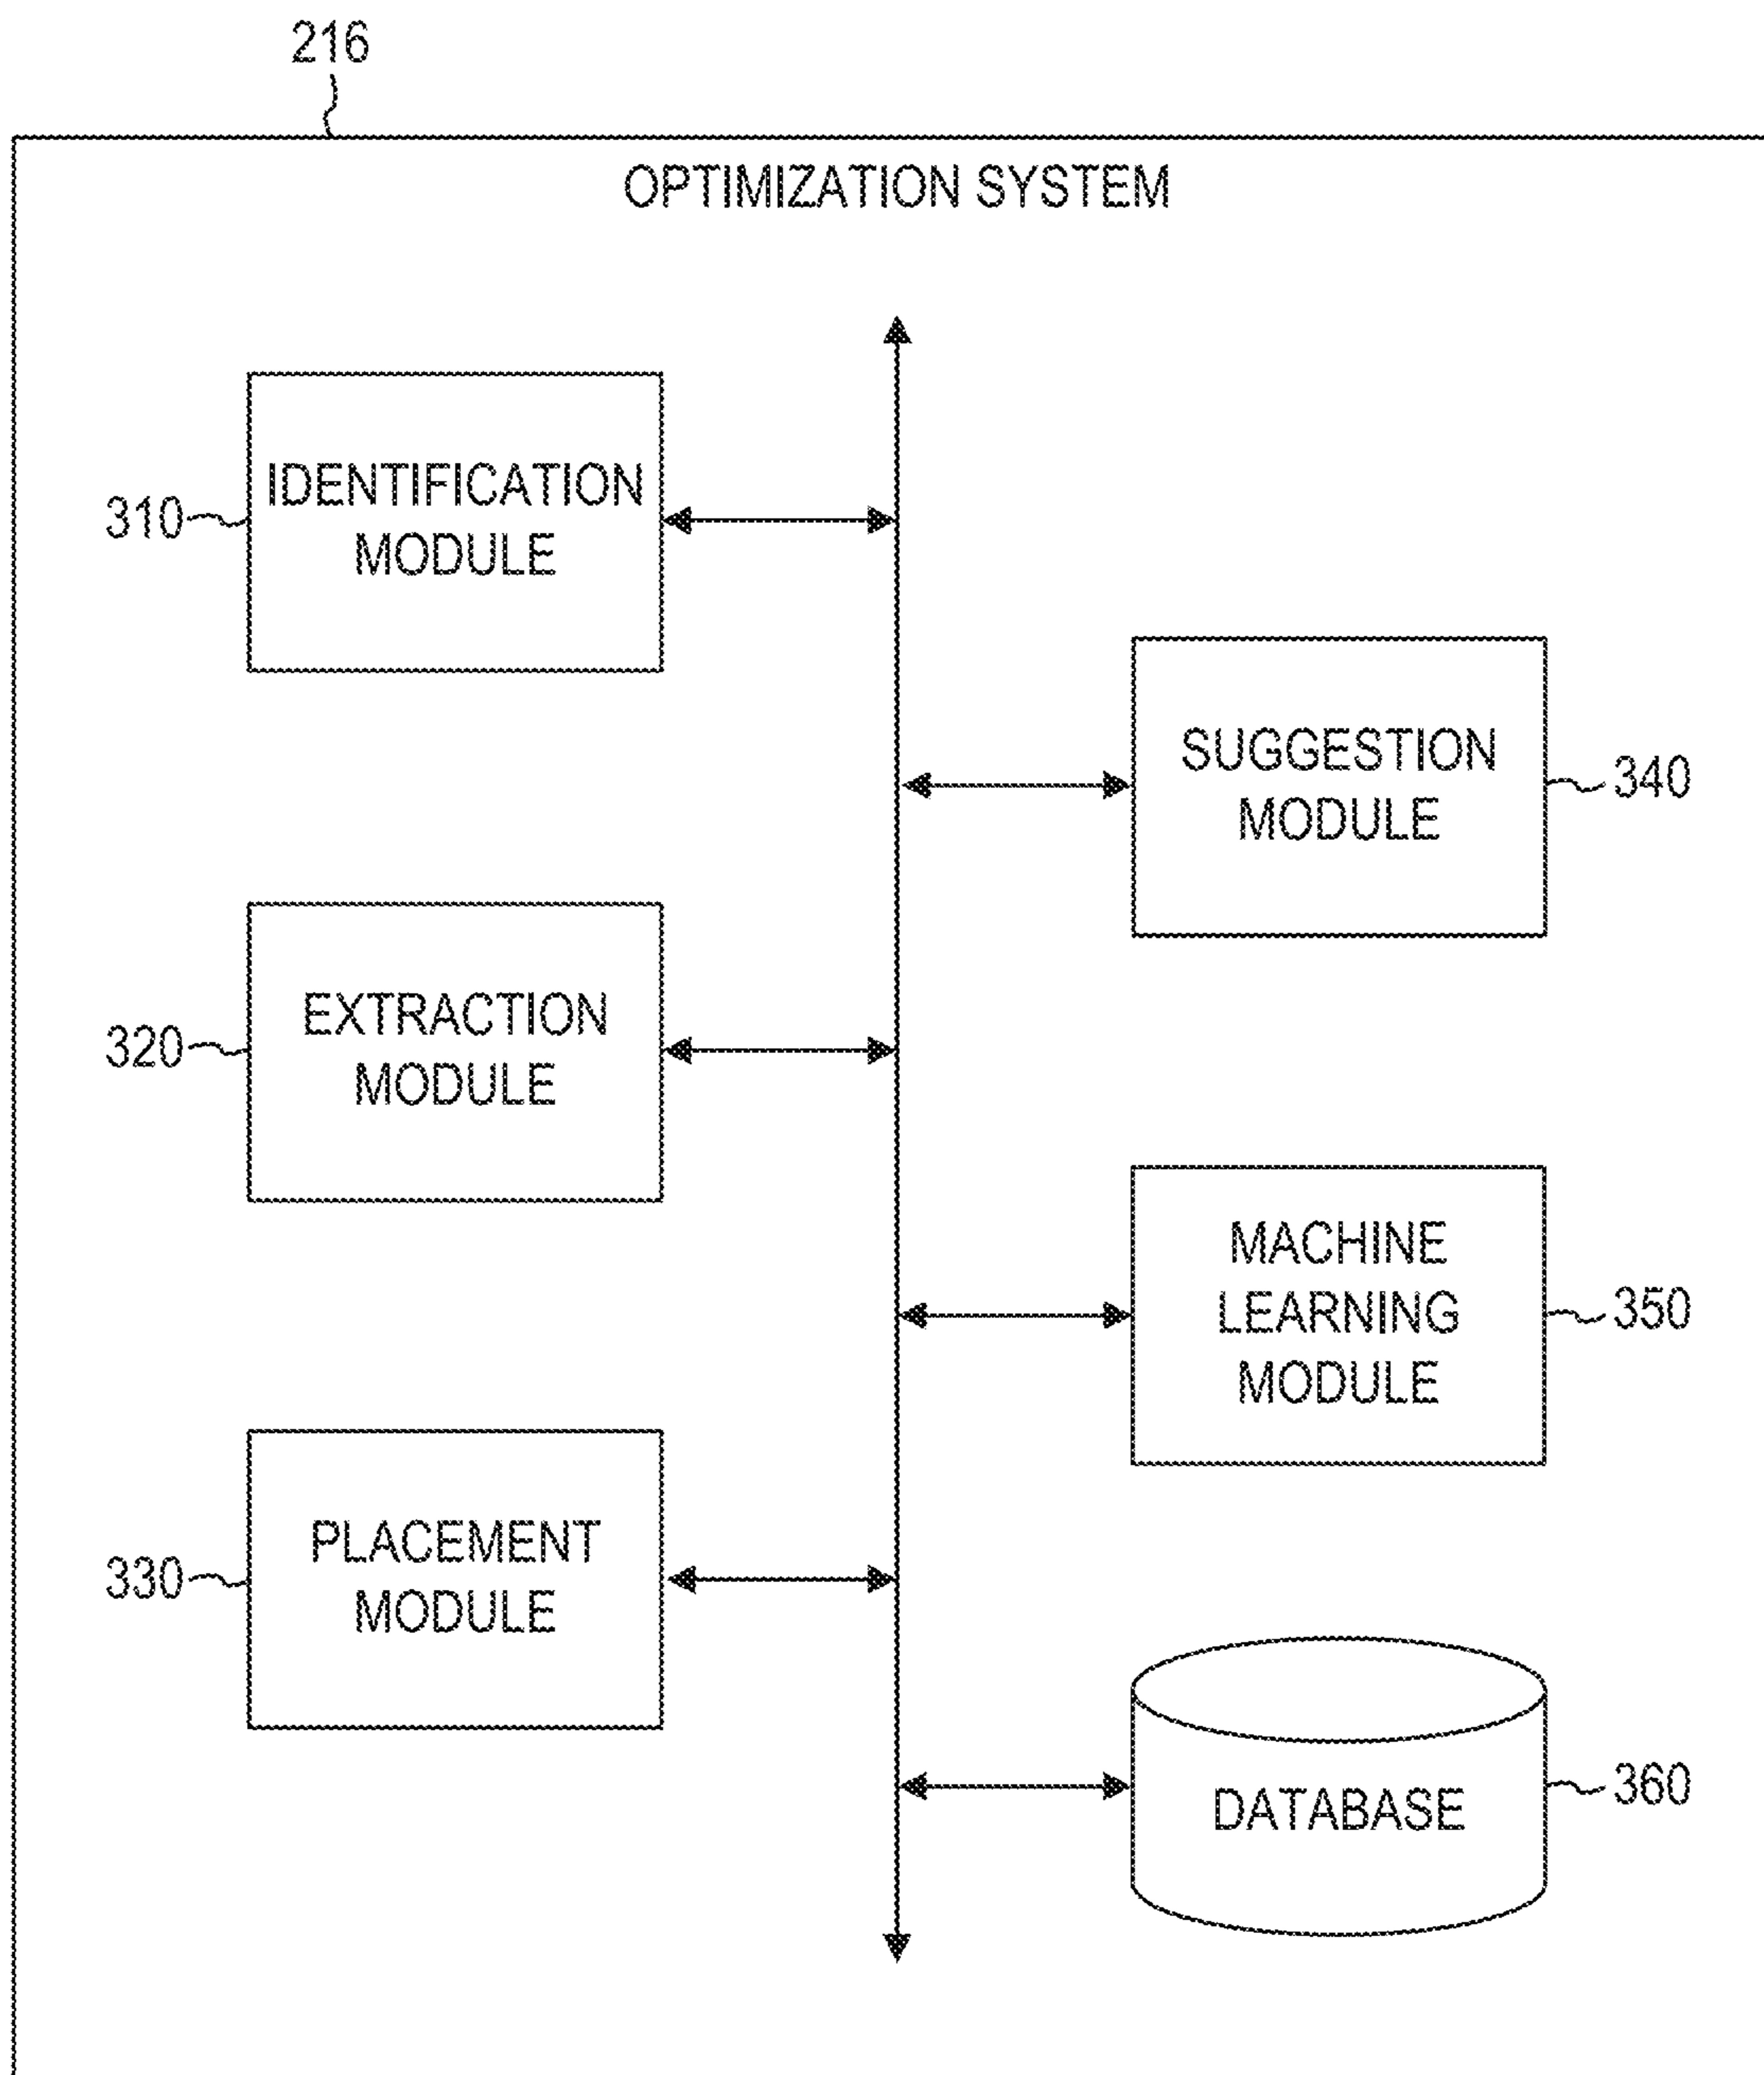 216
OPTIMIZATION SYSTEM
IDENTIFICATION
MODULE
310
SUGGESTION
MODULE
340
EXTRACTION
MODULE
320
MACHINE
LEARNING
MODULE
350
PLACEMENT
MODULE
330
DATABASE
360